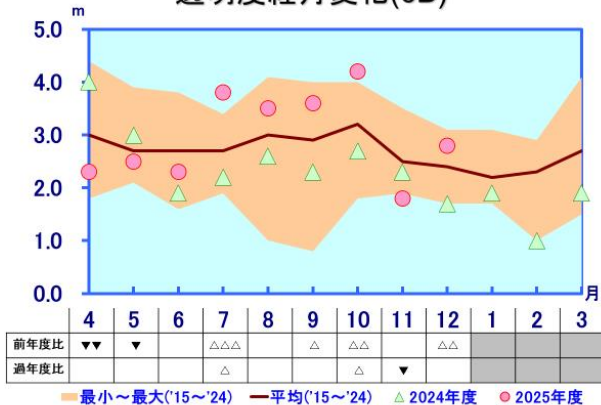 透明度経月変化
m
5.0
4.0
3.0
2.0
1.0
0.0
月
4 5 6 7 8 9 10 11 12 1 2 3
前年度比 ▼▼ ▼ △△△ △ △△ △△
過年度比 △ △ ▼
最小～最大('15～'24) 平均('15～'24) 2024年度 2025年度